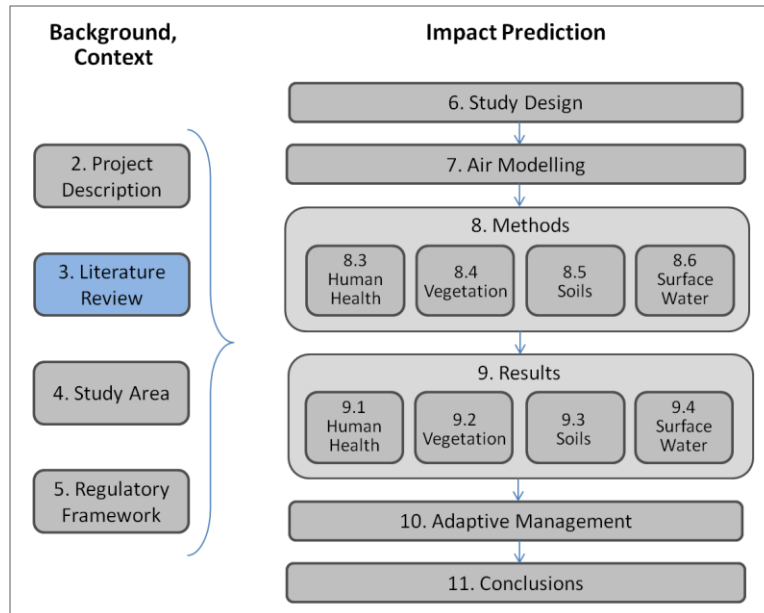 Background,
Context
Impact Prediction
2. Project
Description
3. Literature
Review
4. Study Area
5. Regulatory
Framework
6. Study Design
7. Air Modelling
8. Methods
8.3
Human
Health
8.4
Vegetation
8.5
Soils
8.6
Surface
Water
9. Results
9.1
Human
Health
9.2
Vegetation
9.3
Soils
9.4
Surface
Water
10. Adaptive Management
11. Conclusions